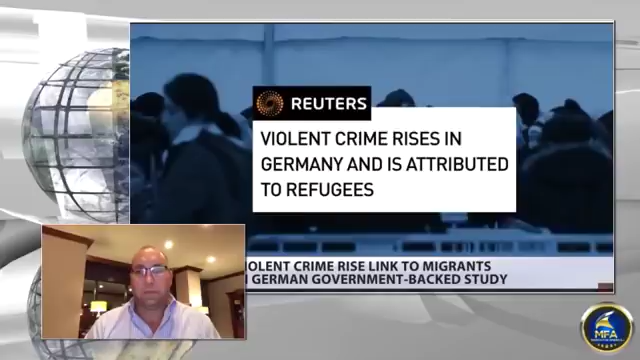 REUTERS
VIOLENT CRIME RISES IN
GERMANY AND IS ATTRIBUTED
TO REFUGEES
VIOLENT CRIME RISE LINK TO MIGRANTS
GERMAN GOVERNMENT-BACKED STUDY
MFA